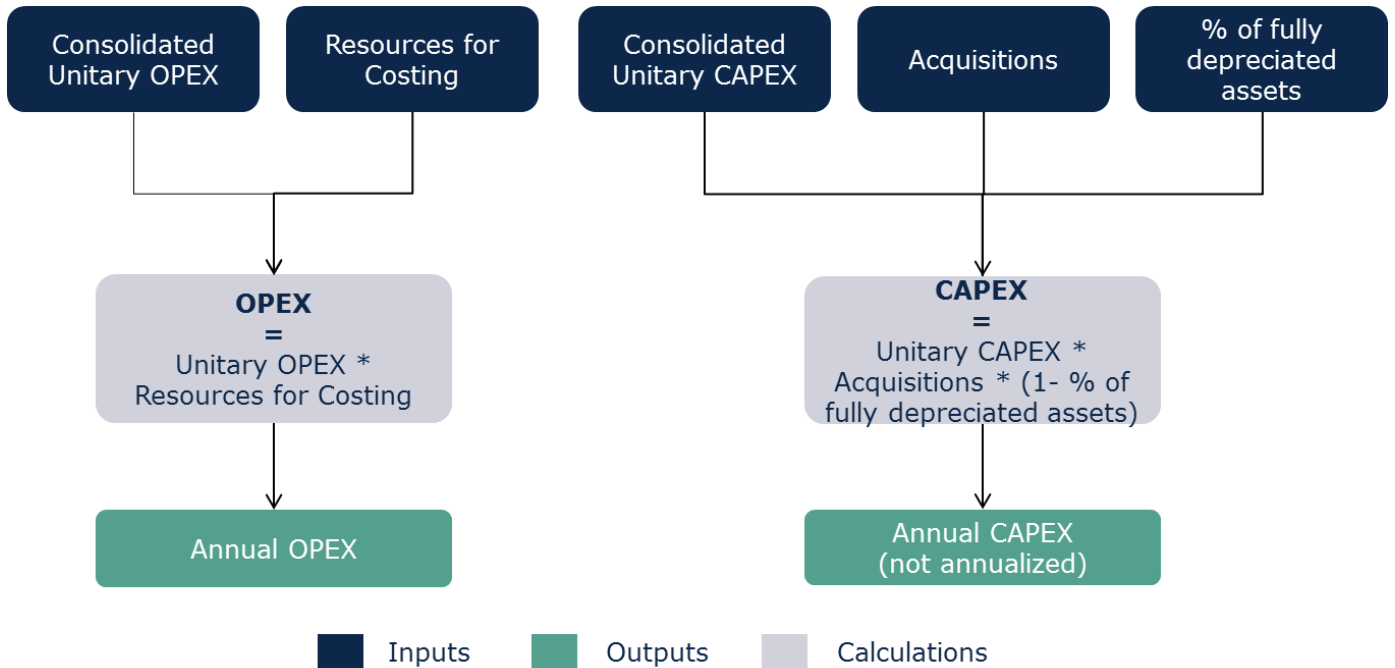 Consolidated
Unitary OPEX
Resources for
Costing
Consolidated
Unitary CAPEX
Acquisitions
% of fully
depreciated
assets
OPEX
=
Unitary OPEX *
Resources for Costing
CAPEX
=
Unitary CAPEX *
Acquisitions * (1- % of
fully depreciated assets)
Annual OPEX
Annual CAPEX
(not annualized)
Inputs
Outputs
Calculations